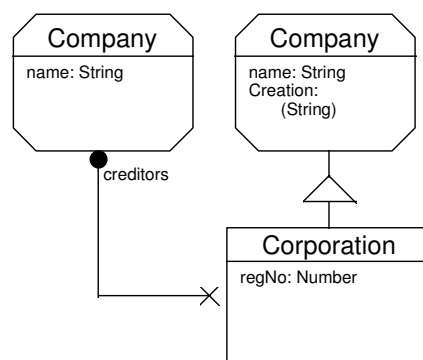 Company
name: String
creditors
Company
name: String
Creation:
(String)
Corporation
regNo: Number